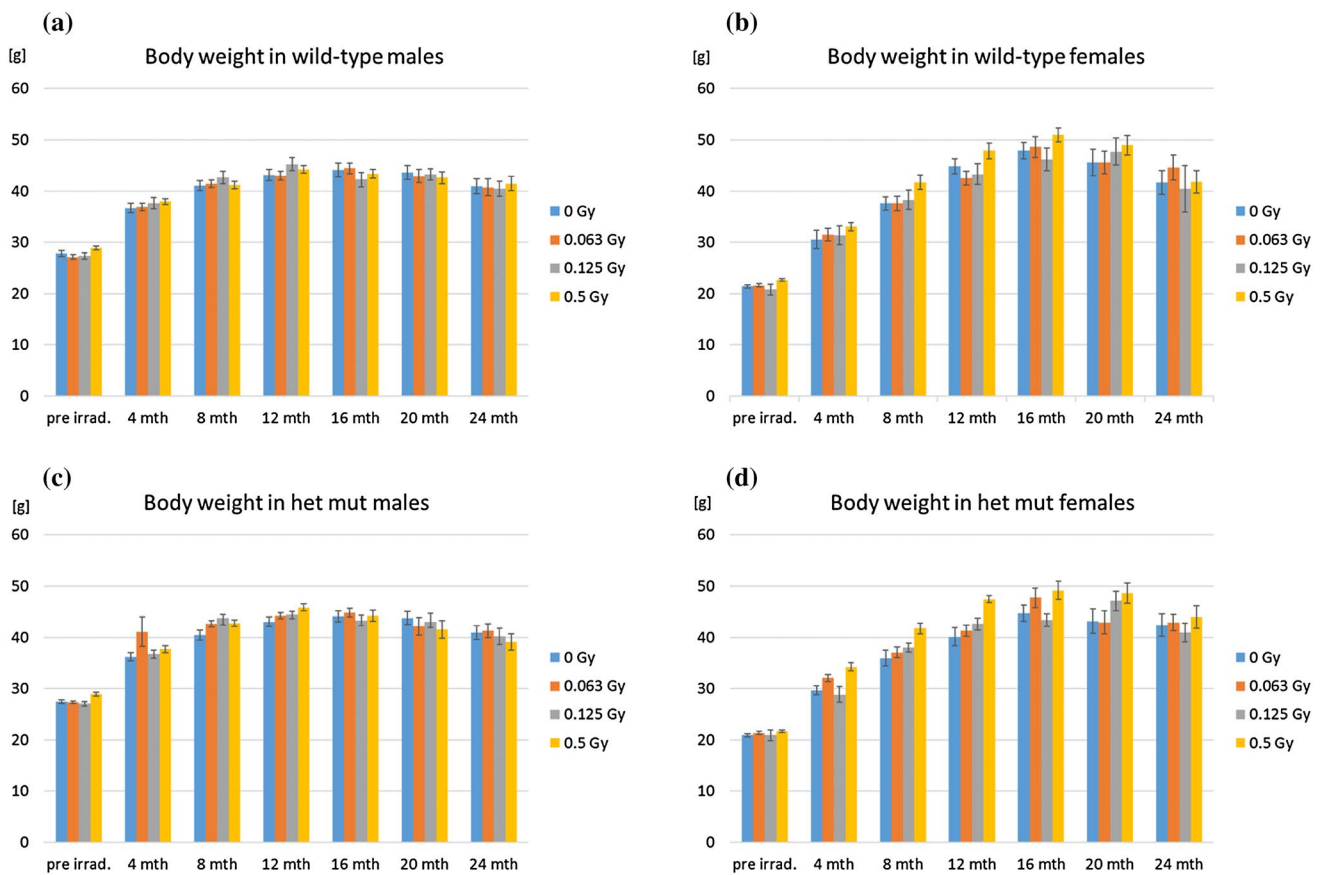 (a)
Body weight in wild-type males
[g]
60
50
40
30
20
10
0
pre irrad. 4 mth 8 mth 12 mth 16 mth 20 mth 24 mth
0 Gy
0.063 Gy
0.125 Gy
0.5 Gy
(b)
Body weight in wild-type females
[g]
60
50
40
30
20
10
0
pre irrad. 4 mth 8 mth 12 mth 16 mth 20 mth 24 mth
0 Gy
0.063 Gy
0.125 Gy
0.5 Gy
(c)
Body weight in het mut males
[g]
60
50
40
30
20
10
0
pre irrad. 4 mth 8 mth 12 mth 16 mth 20 mth 24 mth
0 Gy
0.063 Gy
0.125 Gy
0.5 Gy
(d)
Body weight in het mut females
[g]
60
50
40
30
20
10
0
pre irrad. 4 mth 8 mth 12 mth 16 mth 20 mth 24 mth
0 Gy
0.063 Gy
0.125 Gy
0.5 Gy